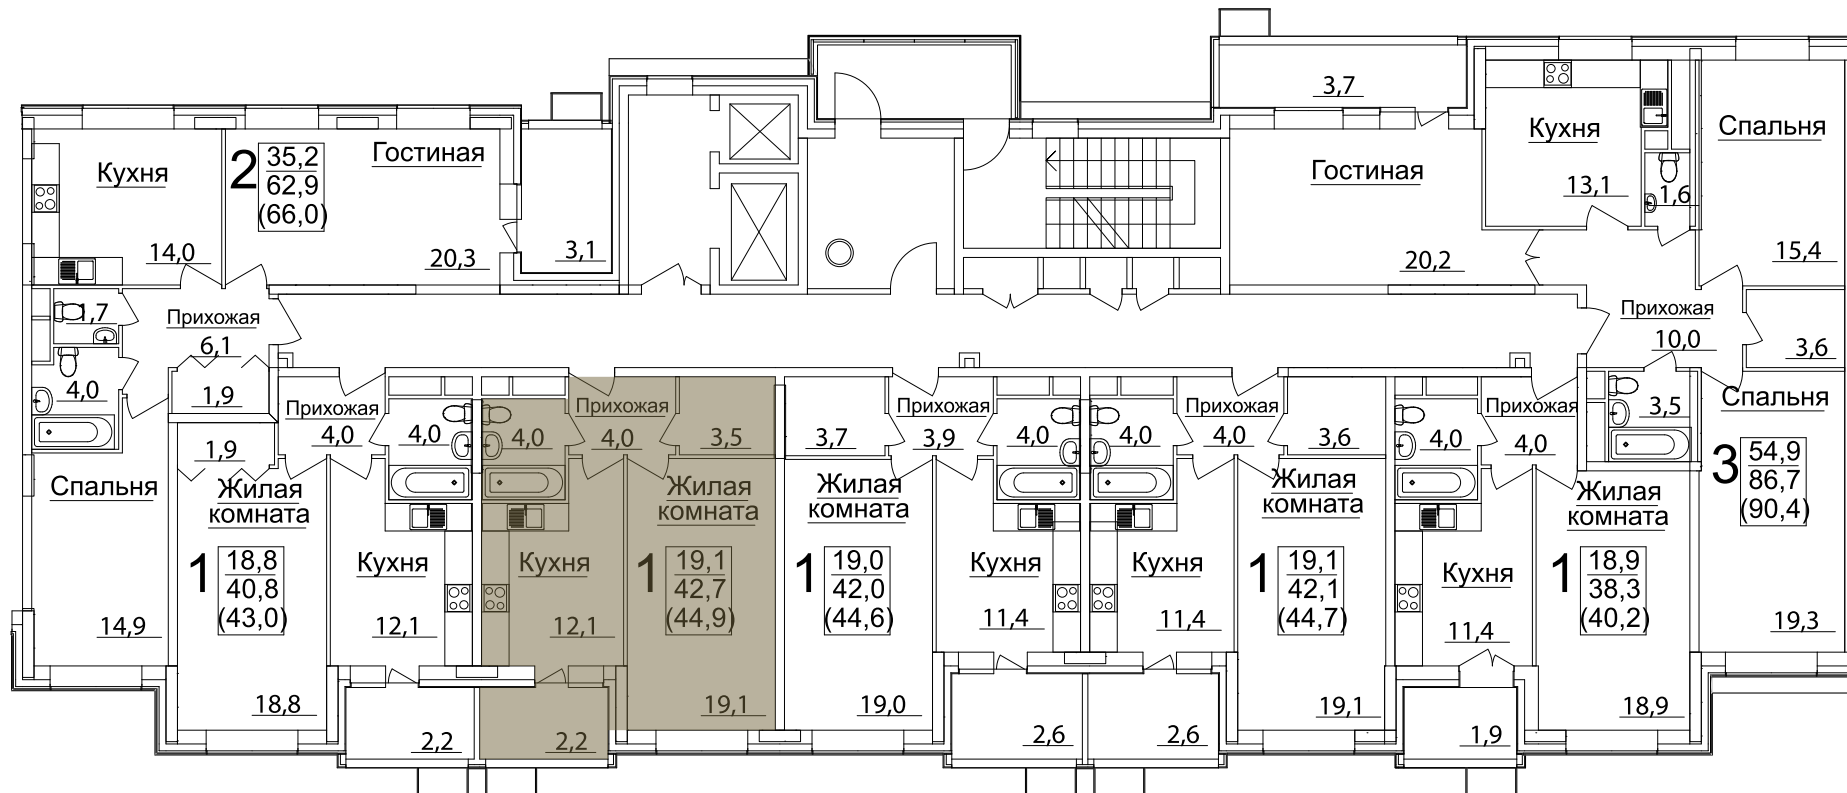 3,7
Кухня
Спальня
Кухня
2
35,2
62,9
(66,0)
Гостиная
Гостиная
13,1
1,6
14,0
20,3
3,1
20,2
15,4
1,7
Прихожая
6,1
Прихожая
10,0
3,6
4,0
1,9
Прихожая
4,0
4,0
4,0
Прихожая
4,0
3,5
3,7
Прихожая
3,9
4,0
4,0
Прихожая
4,0
3,6
4,0
Прихожая
4,0
3,5
Спальня
1,9
Спальня
Жилая
комната
Жилая
комната
Жилая
комната
Жилая
комната
Жилая
комната
3
54,9
86,7
(90,4)
1
18,8
40,8
(43,0)
Кухня
Кухня
1
19,1
42,7
(44,9)
1
19,0
42,0
(44,6)
Кухня
Кухня
1
19,1
42,1
(44,7)
Кухня
1
18,9
38,3
(40,2)
14,9
12,1
12,1
11,4
11,4
11,4
19,3
18,8
19,1
19,0
19,1
18,9
2,2
2,2
2,6
2,6
1,9